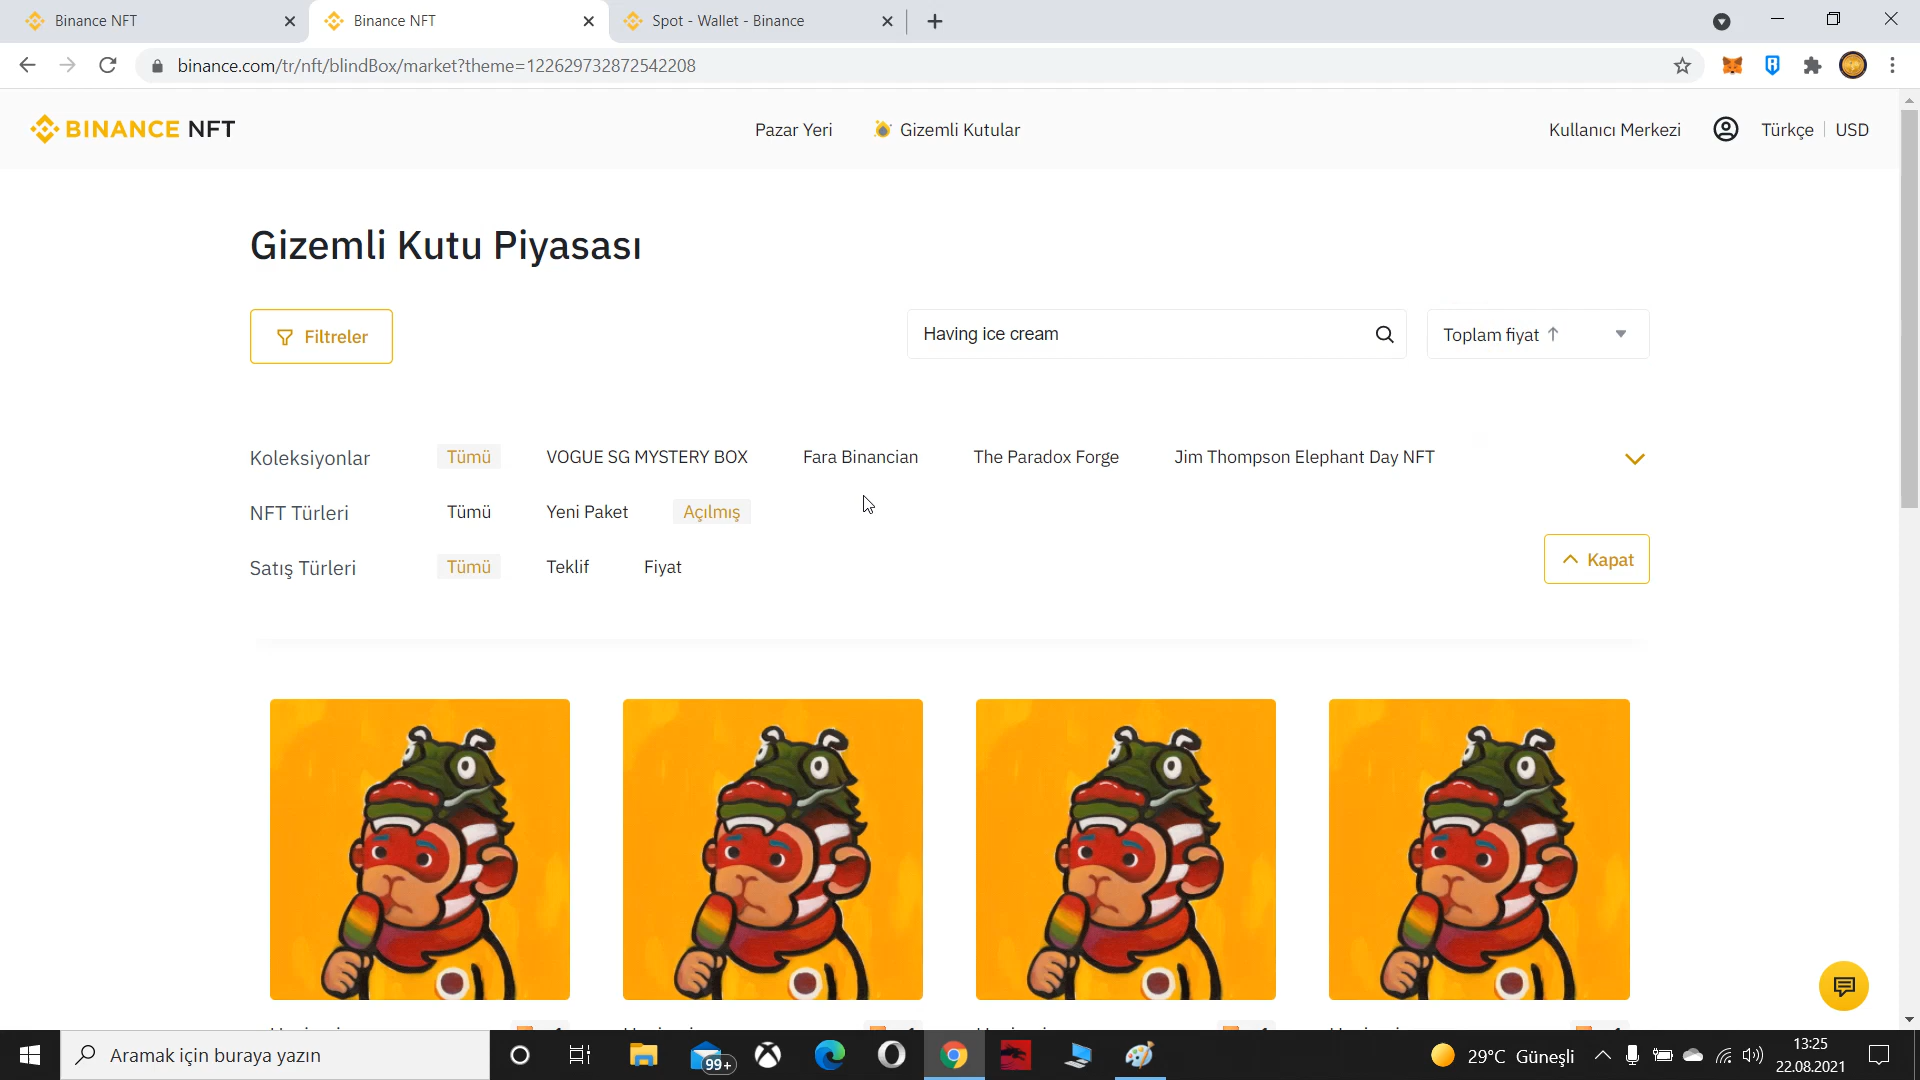 Binance NFT
Binance NFT
Spot - Wallet - Binance
binance.com/tr/nft/blindBox/market?theme=122629732872542208
BINANCE NFT
Pazar Yeri
Gizemli Kutular
Kullanıcı Merkezi
Türkçe
USD
Gizemli Kutu Piyasası
Filtreler
Having ice cream
Toplam fiyat ↑
Koleksiyonlar Tümü VOGUE SG MYSTERY BOX Fara Binancian The Paradox Forge Jim Thompson Elephant Day NFT
NFT Türleri Tümü Yeni Paket Açılmış
Satış Türleri Tümü Teklif Fiyat
Kapat
Aramak için buraya yazın
99+
29°C Güneşli
13:25
22.08.2021